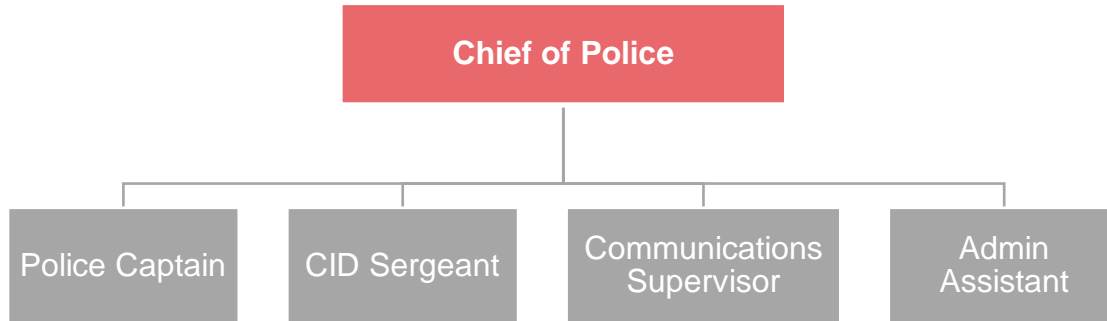 Chief of Police
Police Captain
CID Sergeant
Communications
Supervisor
Admin
Assistant